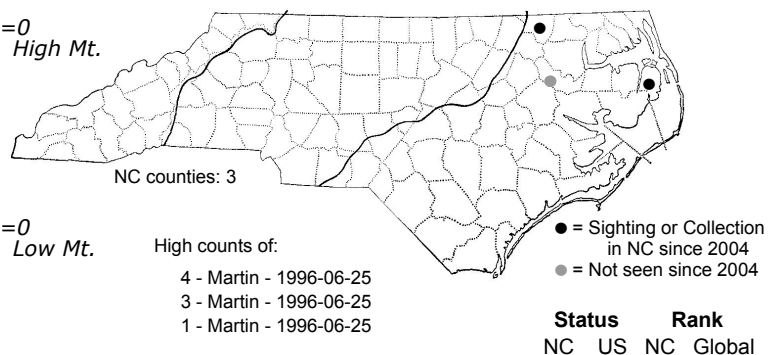 =0
High Mt.
NC counties: 3
=0
Low Mt.
High counts of:
4 - Martin - 1996-06-25
3 - Martin - 1996-06-25
1 - Martin - 1996-06-25
● = Sighting or Collection
in NC since 2004
● = Not seen since 2004
Status Rank
NC US NC Global